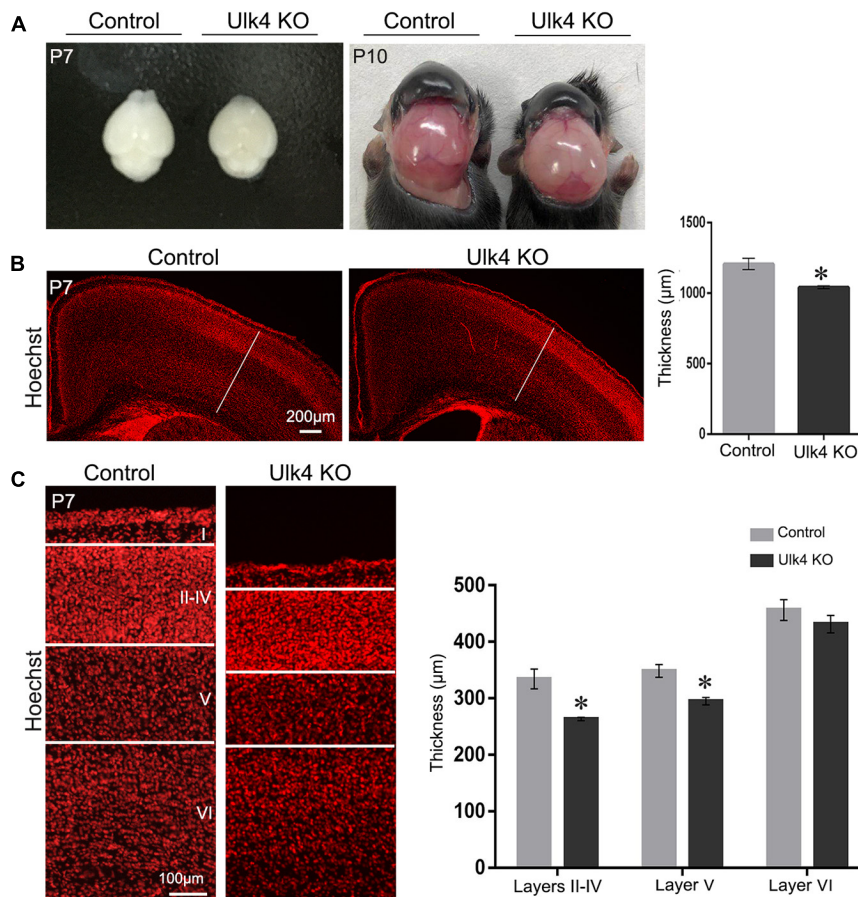 A
Control
Ulk4 KO
Control
Ulk4 KO
P7
P10
B
Control
Ulk4 KO
P7
Hoechst
200µm
Thickness (µm)
1500
1000
500
0
Control
Ulk4 KO
*
C
Control
Ulk4 KO
P7
Hoechst
I
II-IV
V
VI
100µm
Control
Ulk4 KO
Thickness (µm)
500
400
300
200
100
0
*
*
Layers II-IV
Layer V
Layer VI